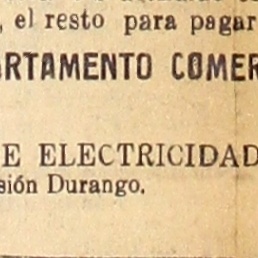 , el resto para pagar
ARTAMENTO COMER
E ELECTRICIDAD
sión Durango.